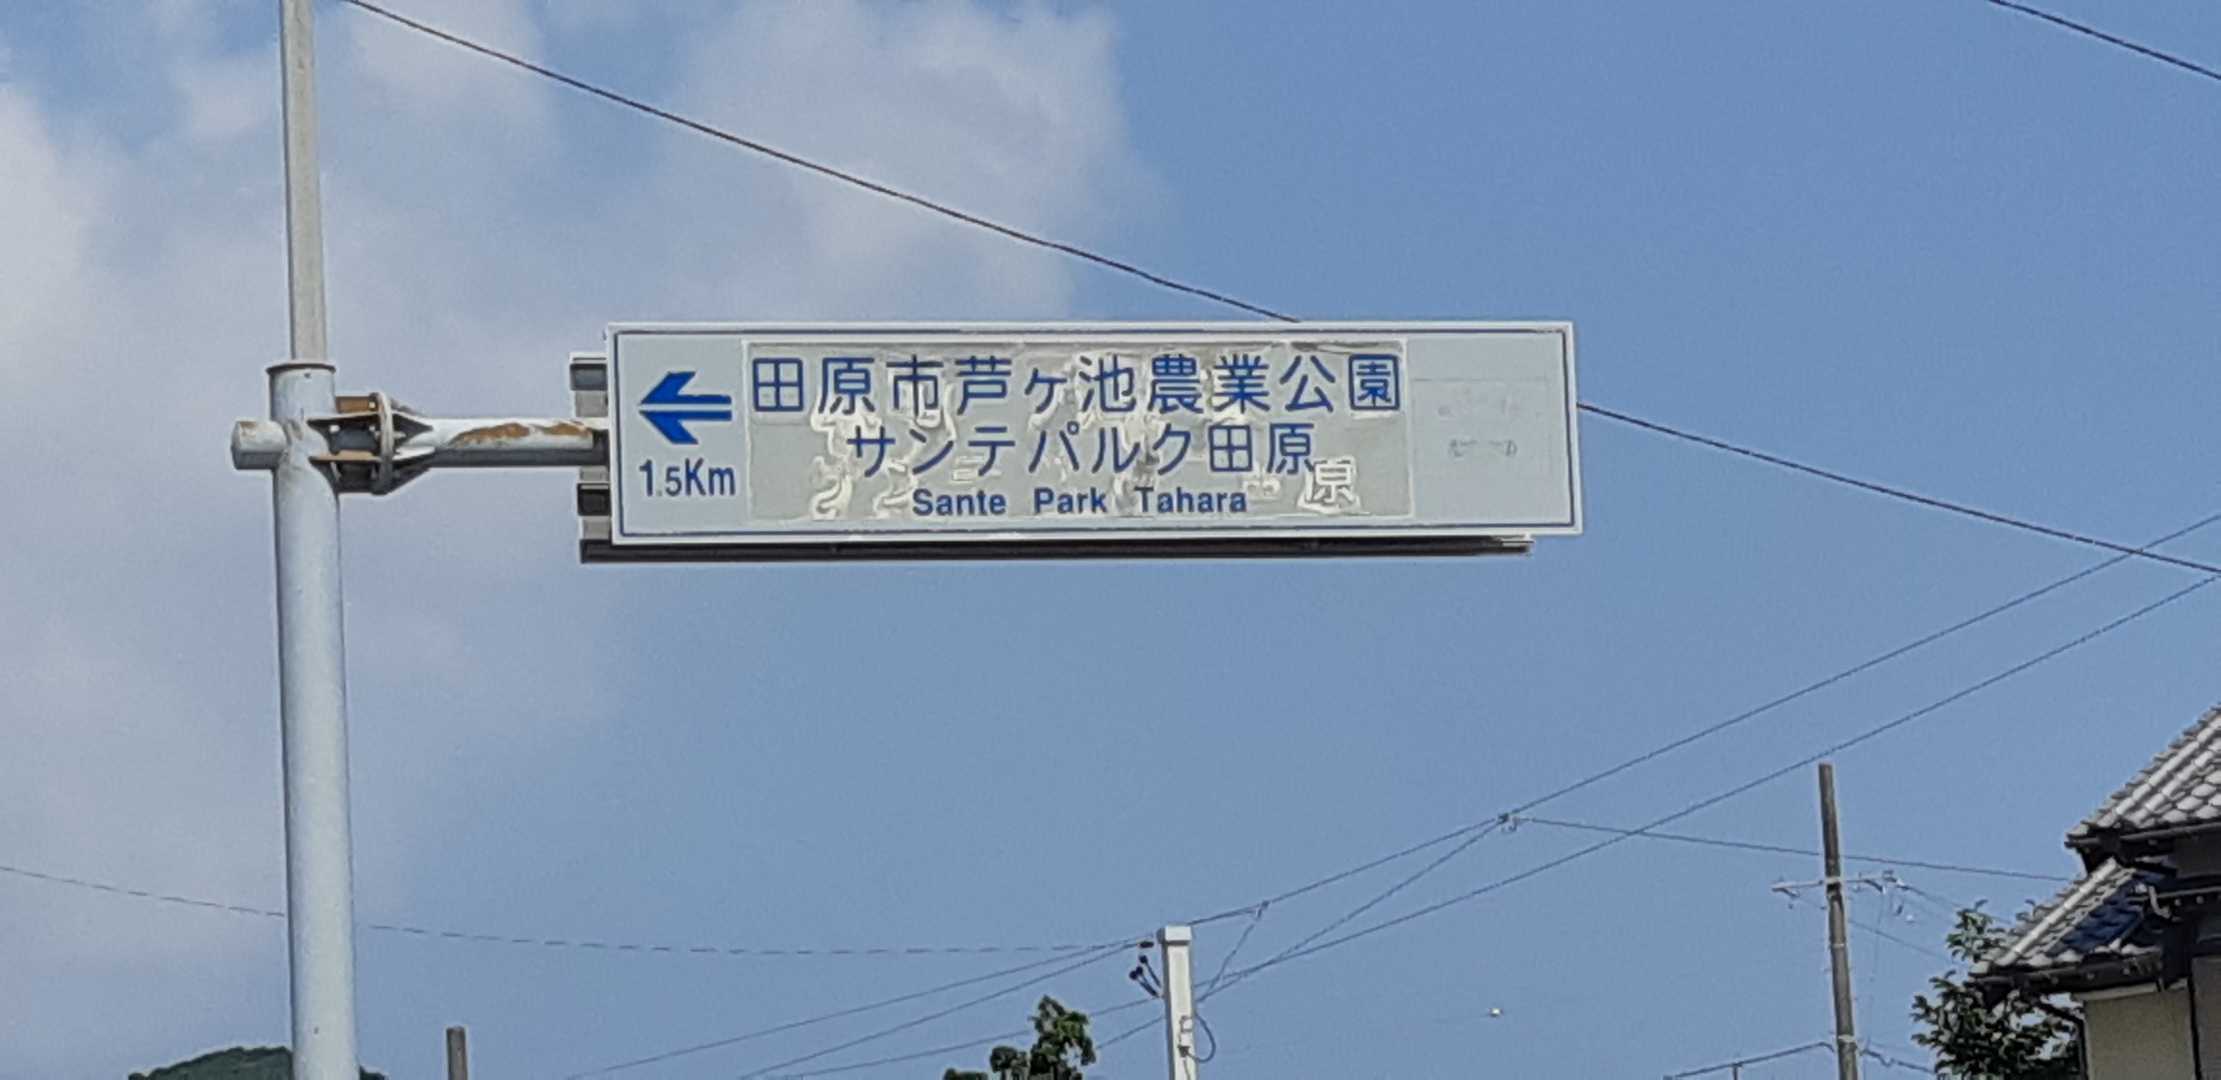 田原市芦ヶ池農業公園
サンテパルク田原
原
Sante Park Tahara
1.5Km